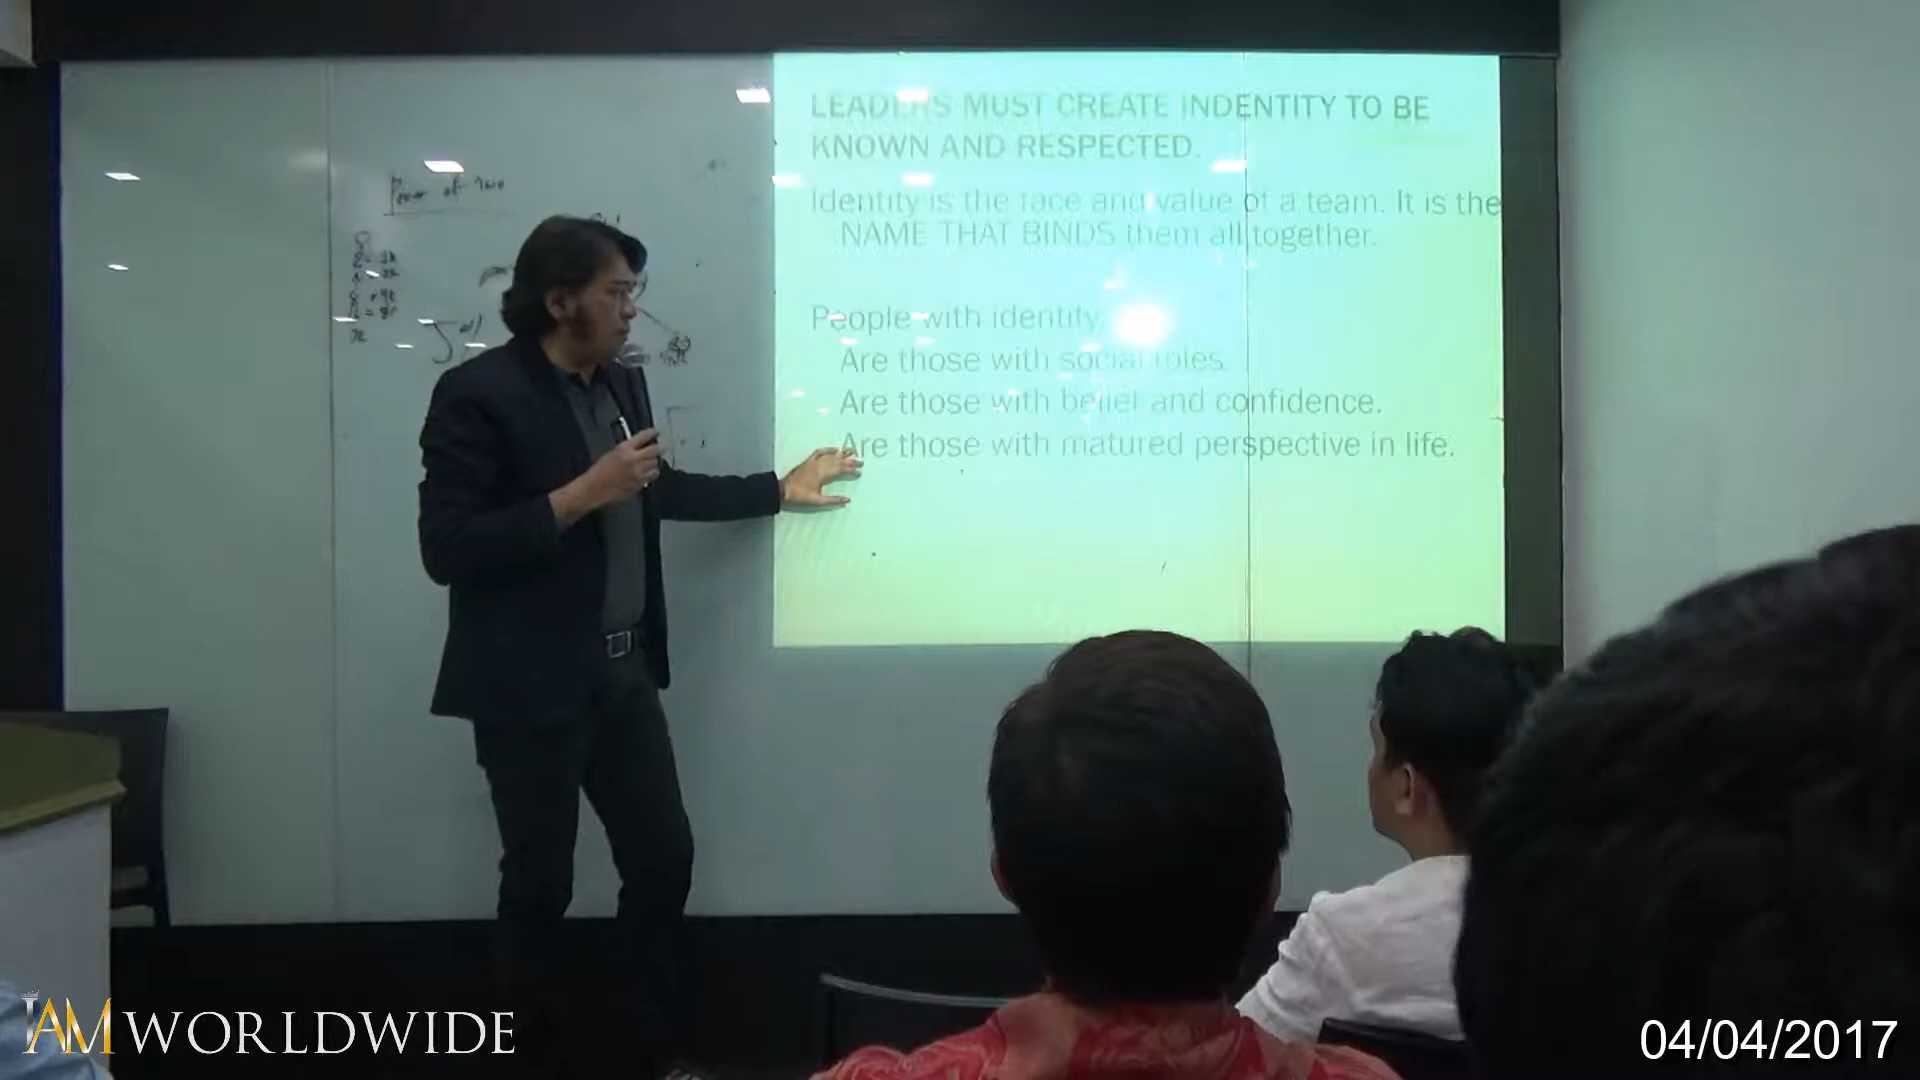 LEADERS MUST CREATE INDENTITY TO BE
KNOWN AND RESPECTED.
Identity is the face and value of a team. It is the
NAME THAT BINDS them all together.
People with identity
Are those with social roles.
Are those with belief and confidence.
Are those with matured perspective in life.
Power of
IAM WORLDWIDE
04/04/2017